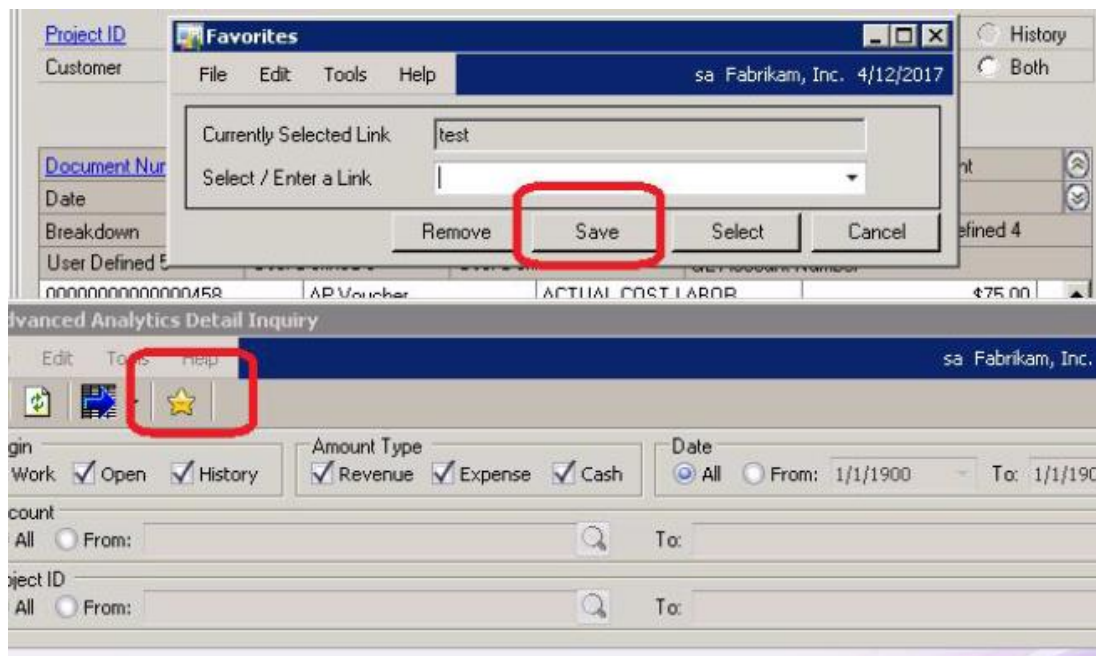 Project ID
Favorites
History
Customer
File Edit Tools Help
sa Fabrikam, Inc. 4/12/2017
Both
Currently Selected Link test
Select / Enter a Link
Document Nur
nt
Date
Breakdown
Remove Save Select Cancel
efined 4
User Defined 5
00000000000000458 AP Voucher ACTUAL COST LABOR $75.00
dvanced Analytics Detail Inquiry
Edit Tools Help
sa Fabrikam, Inc.
gin Amount Type Date
Work Open History Revenue Expense Cash All From: 1/1/1900 To: 1/1/190
count
All From: To:
oject ID
All From: To: